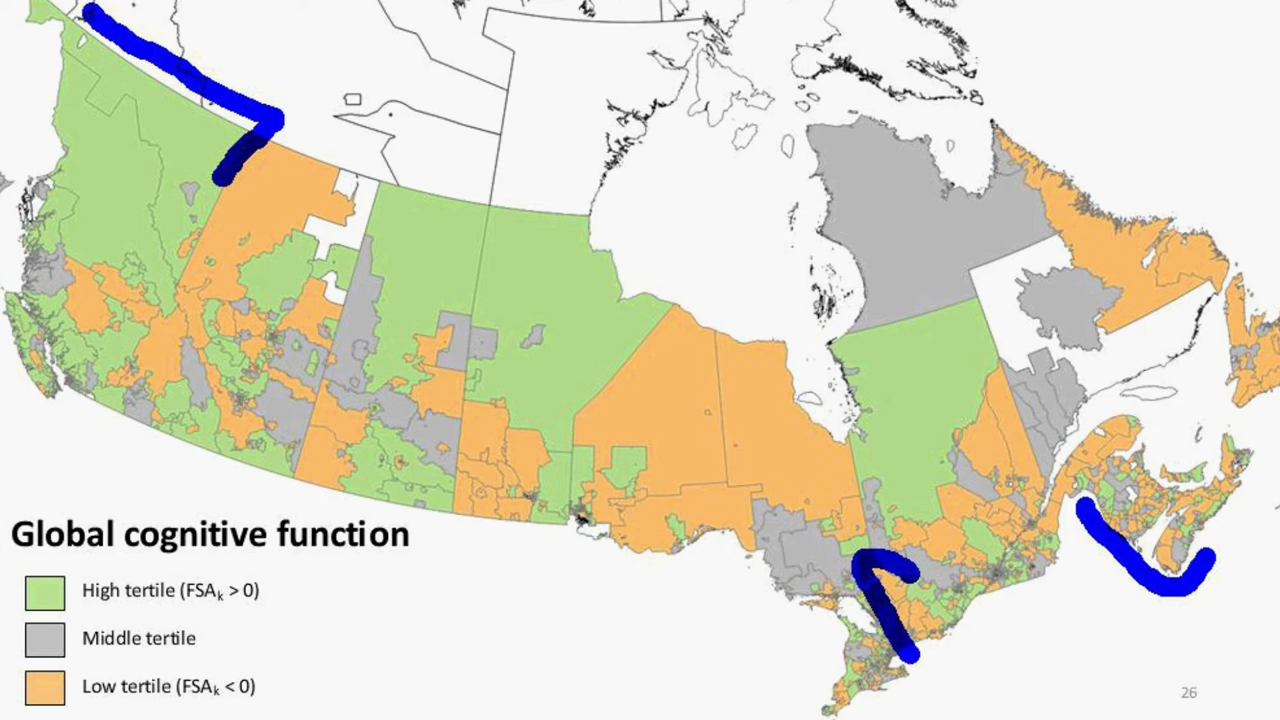 Global cognitive function
High tertile (FSAₖ > 0)
Middle tertile
Low tertile (FSAₖ < 0)
26